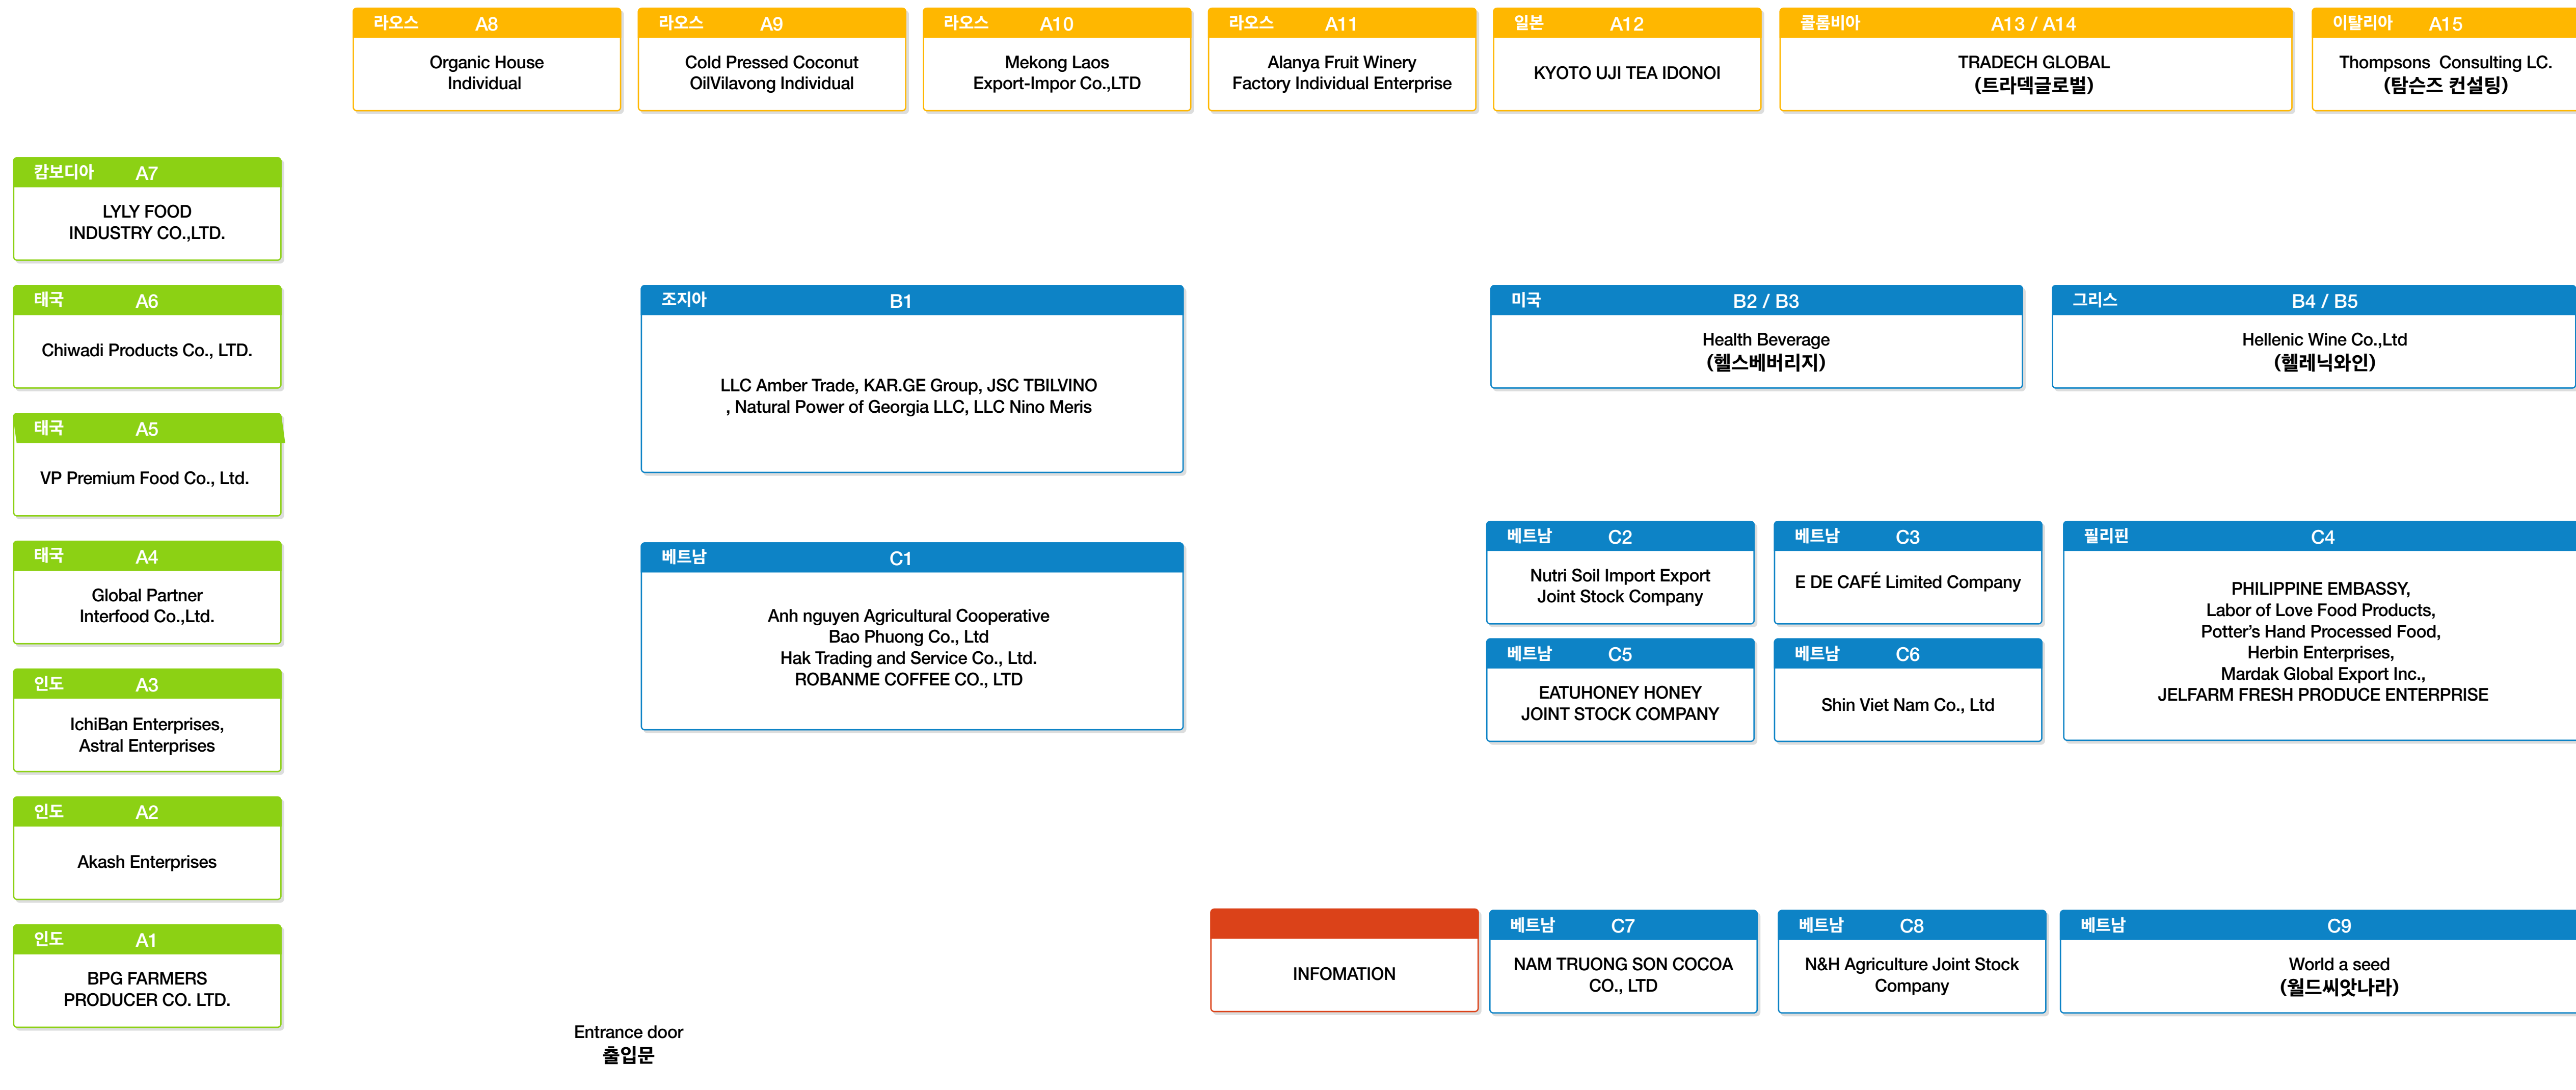 라오스 A8
Organic House
Individual
라오스 A9
Cold Pressed Coconut
OilVilavong Individual
라오스 A10
Mekong Laos
Export-Impor Co.,LTD
라오스 A11
Alanya Fruit Winery
Factory Individual Enterprise
일본 A12
KYOTO UJI TEA IDONOI
콜롬비아 A13 / A14
TRADECH GLOBAL
(트라덱글로벌)
이탈리아 A15
Thompsons Consulting LC.
(탐슨즈 컨설팅)
캄보디아 A7
LYLY FOOD
INDUSTRY CO.,LTD.
태국 A6
Chiwadi Products Co., LTD.
태국 A5
VP Premium Food Co., Ltd.
태국 A4
Global Partner
Interfood Co.,Ltd.
인도 A3
IchiBan Enterprises,
Astral Enterprises
인도 A2
Akash Enterprises
인도 A1
BPG FARMERS
PRODUCER CO. LTD.
조지아 B1
LLC Amber Trade, KAR.GE Group, JSC TBILVINO
, Natural Power of Georgia LLC, LLC Nino Meris
미국 B2 / B3
Health Beverage
(헬스베버리지)
그리스 B4 / B5
Hellenic Wine Co.,Ltd
(헬레닉와인)
베트남 C1
Anh nguyen Agricultural Cooperative
Bao Phuong Co., Ltd
Hak Trading and Service Co., Ltd.
ROBANME COFFEE CO., LTD
베트남 C2
Nutri Soil Import Export
Joint Stock Company
베트남 C3
E DE CAFÉ Limited Company
필리핀 C4
PHILIPPINE EMBASSY,
Labor of Love Food Products,
Potter’s Hand Processed Food,
Herbin Enterprises,
Mardak Global Export Inc.,
JELFARM FRESH PRODUCE ENTERPRISE
베트남 C5
EATUHONEY HONEY
JOINT STOCK COMPANY
베트남 C6
Shin Viet Nam Co., Ltd
INFOMATION
베트남 C7
NAM TRUONG SON COCOA
CO., LTD
베트남 C8
N&H Agriculture Joint Stock
Company
베트남 C9
World a seed
(월드씨앗나라)
Entrance door
출입문